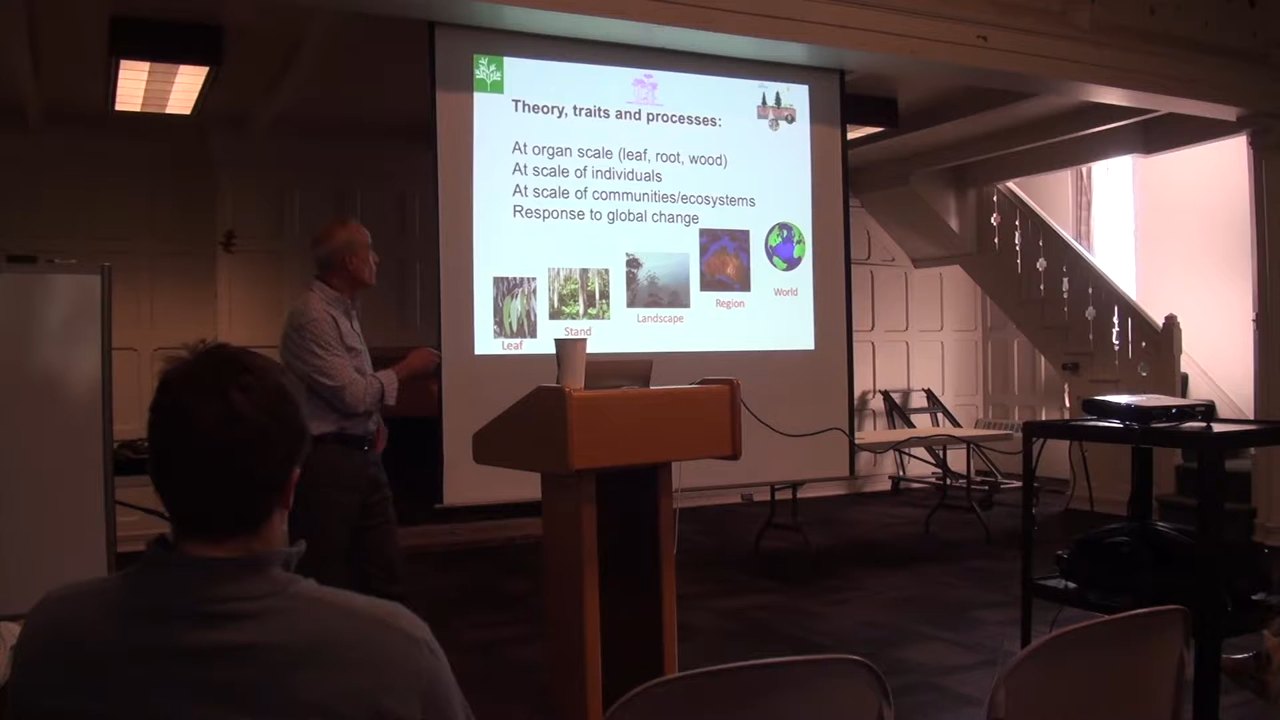 Theory, traits and processes:
At organ scale (leaf, root, wood)
At scale of individuals
At scale of communities/ecosystems
Response to global change
Leaf
Stand
Landscape
Region
World